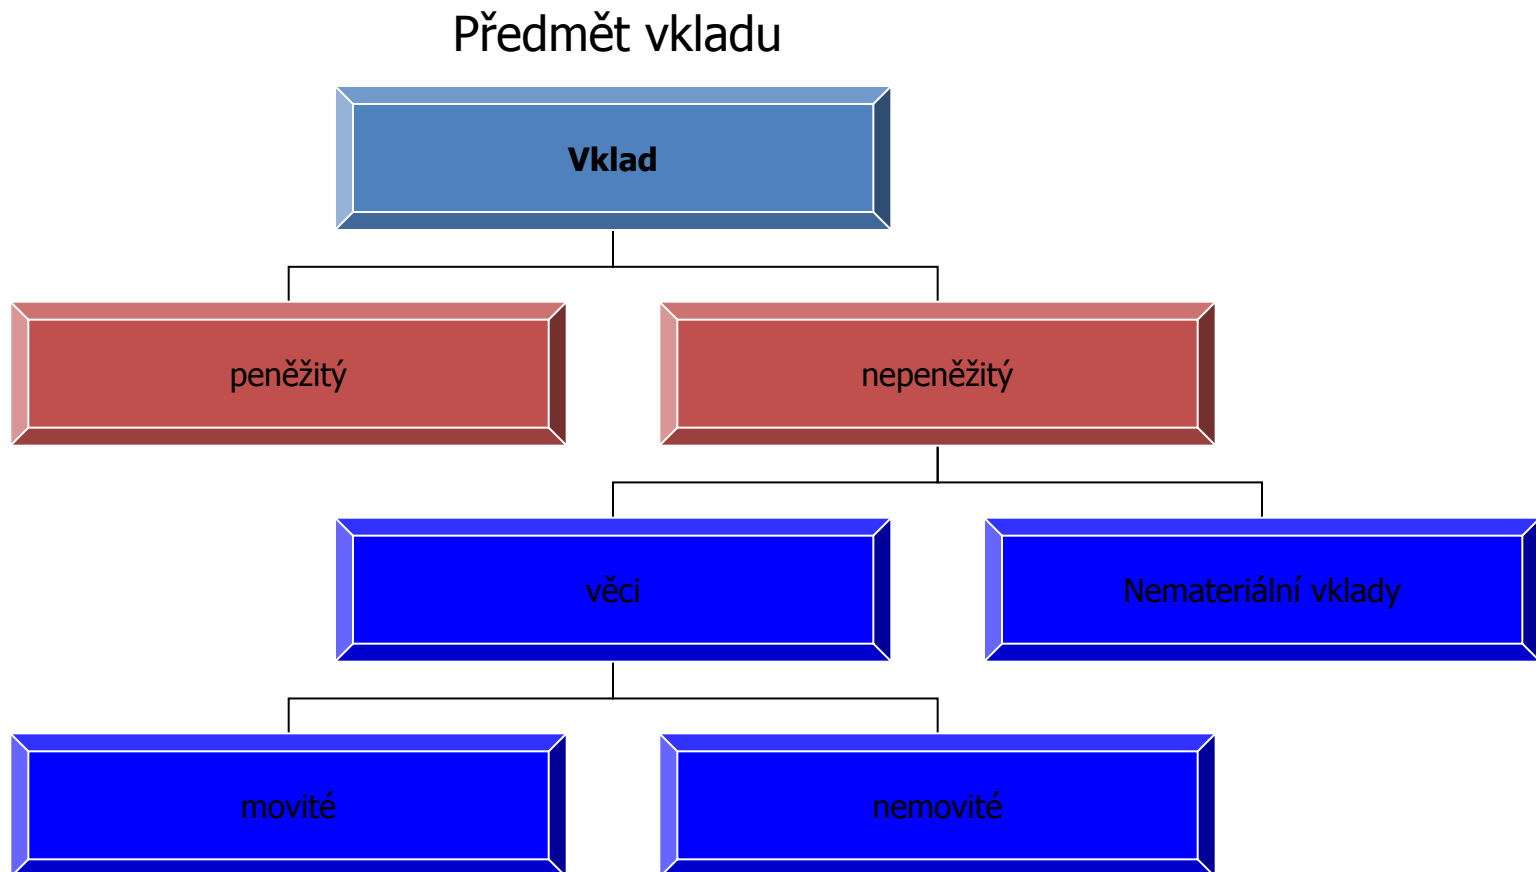 Předmět vkladu
Vklad
peněžitý
nepeněžitý
věci
Nemateriální vklady
movité
nemovité